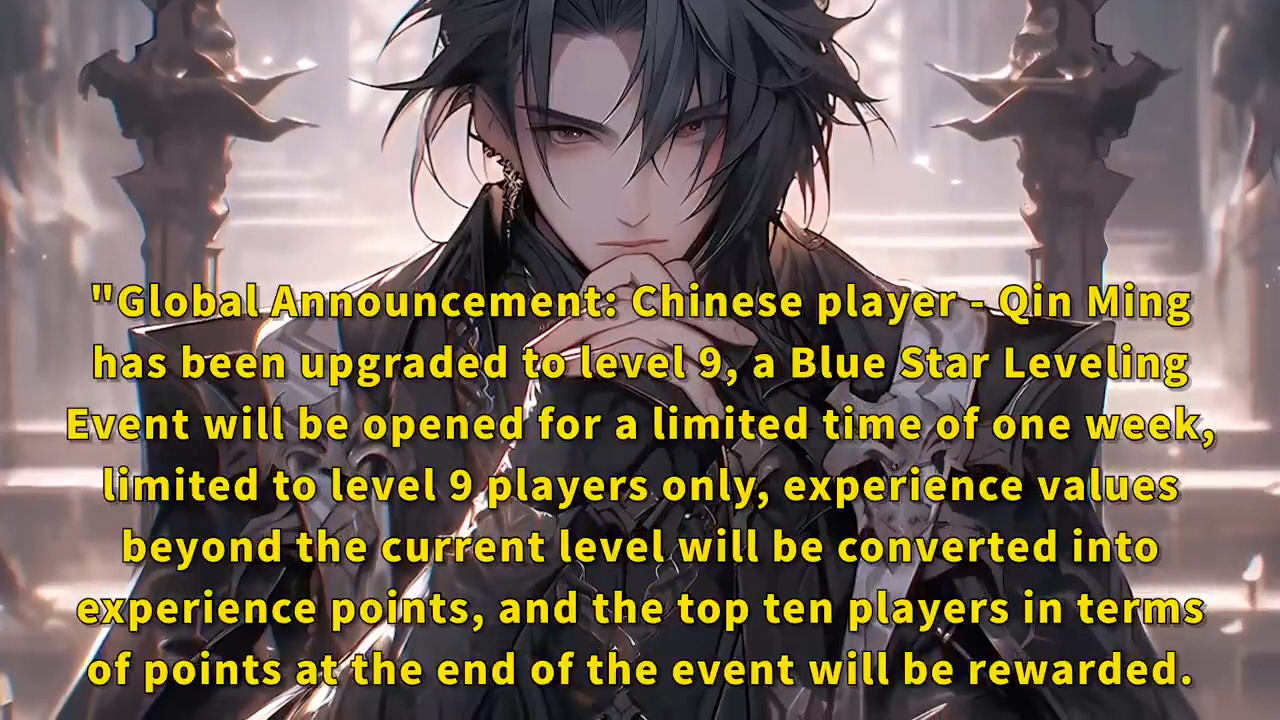 "Global Announcement: Chinese player - Qin Ming
has been upgraded to level 9, a Blue Star Leveling
Event will be opened for a limited time of one week,
limited to level 9 players only, experience values
beyond the current level will be converted into
experience points, and the top ten players in terms
of points at the end of the event will be rewarded.